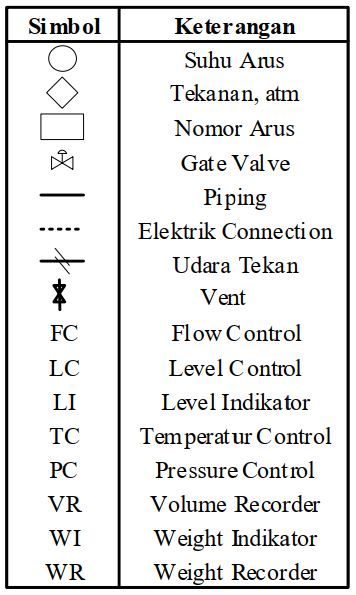 Simbol Keterangan
Suhu Arus
Tekanan, atm
Nomor Arus
Gate Valve
Piping
Elektrik Connection
Udara Tekan
Vent
FC Flow Control
LC Level Control
LI Level Indikator
TC Temperatur Control
PC Pressure Control
VR Volume Recorder
WI Weight Indikator
WR Weight Recorder